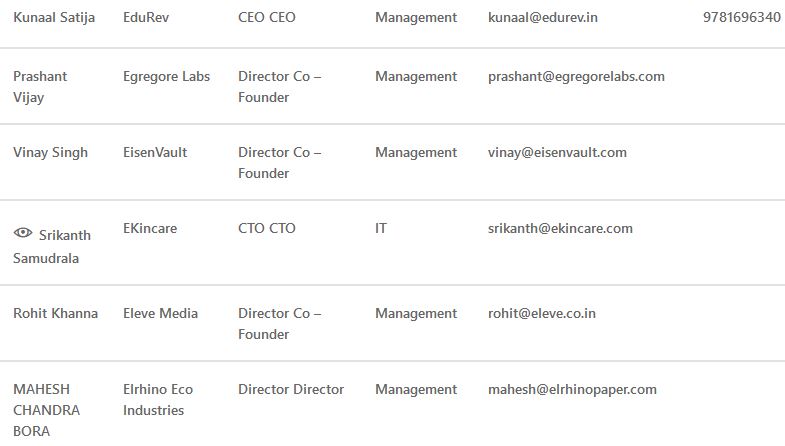 Kunaal Satija EduRev CEO CEO Management kunaal@edurev.in 9781696340
Prashant Egregore Labs Director Co – Management prashant@egregorelabs.com
Vijay Founder
Vinay Singh EisenVault Director Co – Management vinay@eisenvault.com
Founder
Srikanth EKincare CTO CTO IT srikanth@ekincare.com
Samudrala
Rohit Khanna Eleve Media Director Co – Management rohit@eleve.co.in
Founder
MAHESH Elrhino Eco Director Director Management mahesh@elrhinopaper.com
CHANDRA Industries
BORA